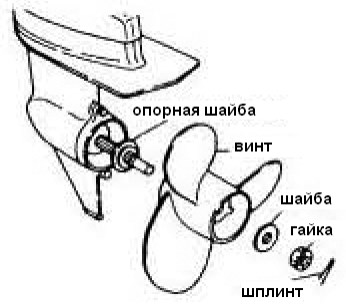 опорная шайба
винт
шайба
гайка
шплинт